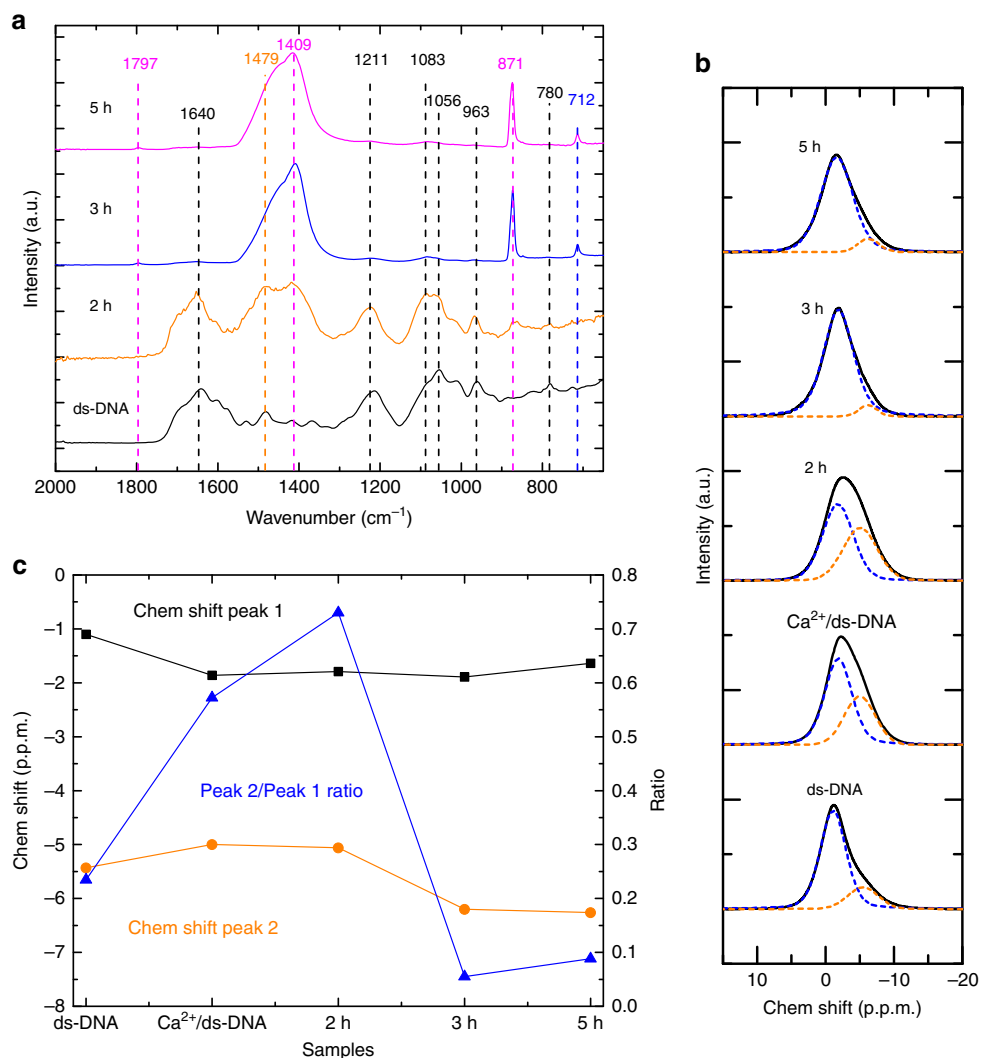 a
1797
1640
1479
1409
1211
1083
1056
963
871
780
712
5 h
3 h
2 h
ds-DNA
Intensity (a.u.)
2000
1800
1600
1400
1200
1000
800
Wavenumber (cm⁻¹)
b
5 h
3 h
2 h
Ca²⁺/ds-DNA
ds-DNA
Intensity (a.u.)
10
0
−10
−20
Chem shift (p.p.m.)
c
0
−1
−2
−3
−4
−5
−6
−7
−8
Chem shift (p.p.m.)
Chem shift peak 1
Peak 2/Peak 1 ratio
Chem shift peak 2
0.8
0.7
0.6
0.5
0.4
0.3
0.2
0.1
0.0
Ratio
ds-DNA
Ca²⁺/ds-DNA
2 h
3 h
5 h
Samples